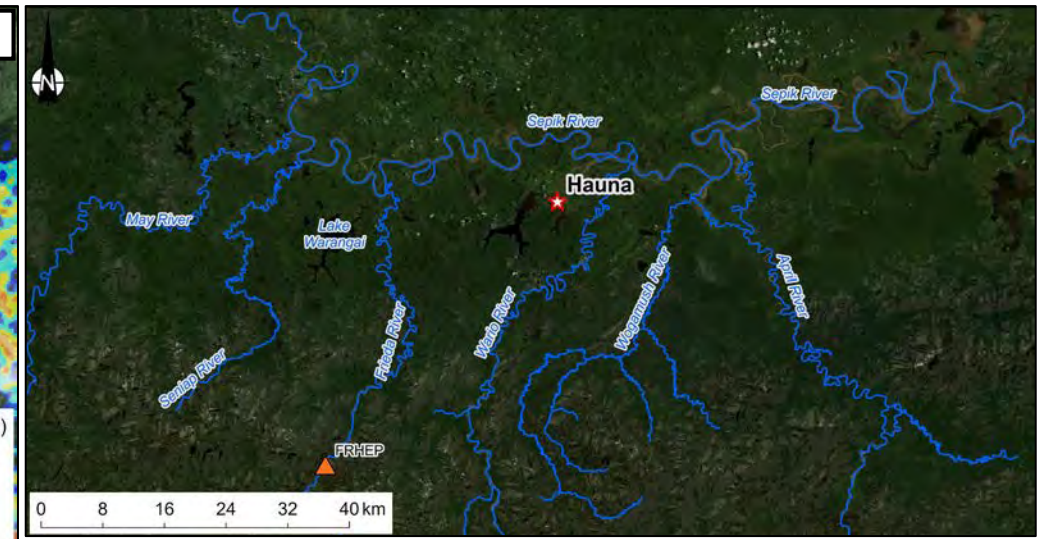 N
Sepik River
Sepik River
Hauna
May River
Lake
Warangai
April River
Wogamush River
Wario River
Frieda River
Seniap River
FRHEP
0 8 16 24 32 40 km
)